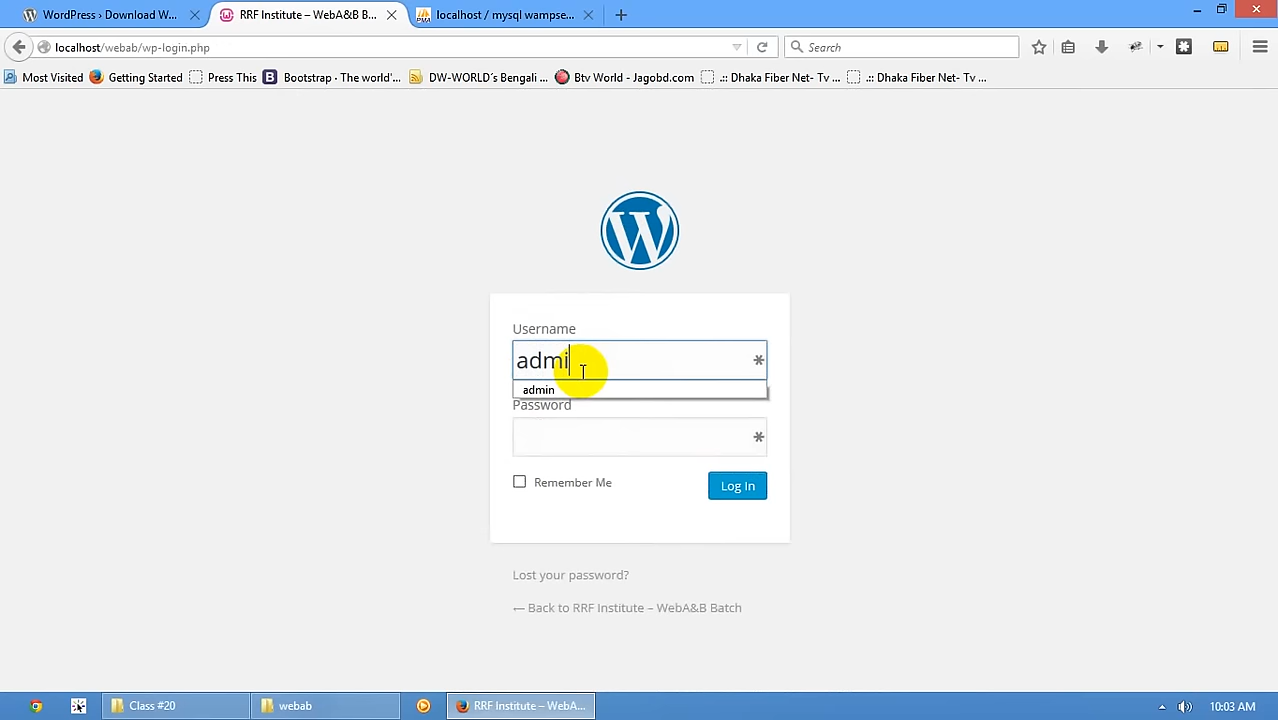 WordPress › Download W...
RRF Institute – WebA&B B...
localhost / mysql wampse...
localhost/webab/wp-login.php
Search
Most Visited
Getting Started
Press This
Bootstrap · The world'...
DW-WORLD's Bengali ...
Btv World - Jagobd.com
.:: Dhaka Fiber Net- Tv ...
.:: Dhaka Fiber Net- Tv ...
Username
admi
admin
Password
Remember Me
Log In
Lost your password?
← Back to RRF Institute – WebA&B Batch
Class #20
webab
RRF Institute – WebA...
10:03 AM